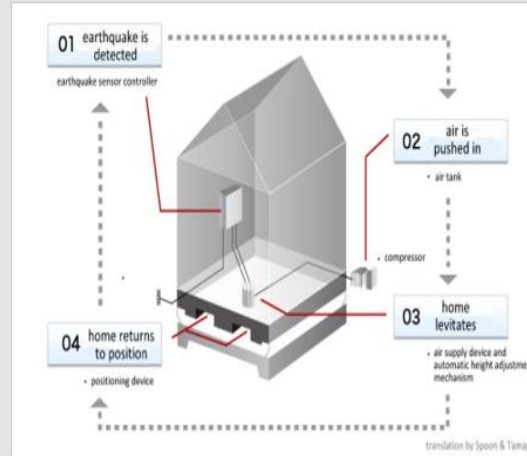 01 earthquake is
detected
earthquake sensor controller
02 air is
pushed in
• air tank
• compressor
03 home
levitates
• air supply device and
automatic height adjustme
mechanism
04 home returns
to position
• positioning device
translation by Spoon & Tama